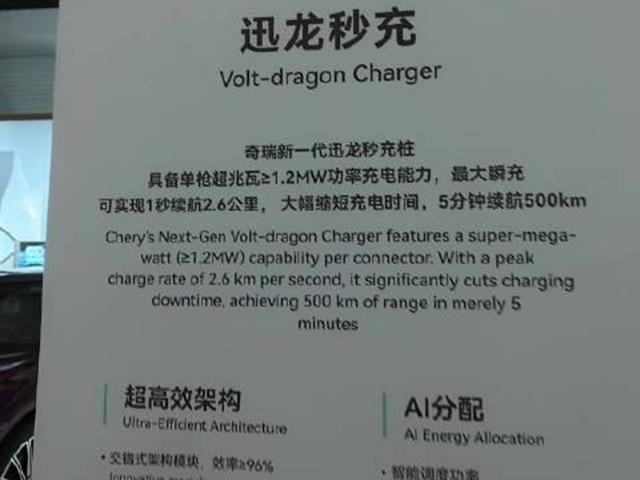 迅龙秒充
Volt-dragon Charger
奇瑞新一代迅龙秒充桩
具备单枪超兆瓦≥1.2MW功率充电能力，最大瞬充
可实现1秒续航2.6公里，大幅缩短充电时间，5分钟续航500km
Chery's Next-Gen Volt-dragon Charger features a super-mega-
watt (≥1.2MW) capability per connector. With a peak
charge rate of 2.6 km per second, it significantly cuts charging
downtime, achieving 500 km of range in merely 5
minutes
超高效架构
Ultra-Efficient Architecture
• 交错式架构模块，效率≥96%
AI分配
AI Energy Allocation
• 智能调度功率